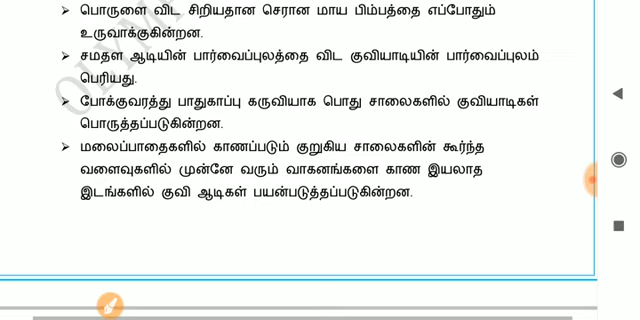 பொருளை விட சிறியதான செரான மாய பிம்பத்தை எப்போதும்
உருவாக்குகின்றன.
சமதள ஆடியின் பார்வைப்புலத்தை விட குவியாடியின் பார்வைப்புலம்
பெரியது.
போக்குவரத்து பாதுகாப்பு கருவியாக பொது சாலைகளில் குவியாடிகள்
பொருத்தப்படுகின்றன.
மலைப்பாதைகளில் காணப்படும் குறுகிய சாலைகளின் கூர்ந்த
வளைவுகளில் முன்னே வரும் வாகனங்களை காண இயலாத
இடங்களில் குவி ஆடிகள் பயன்படுத்தப்படுகின்றன.